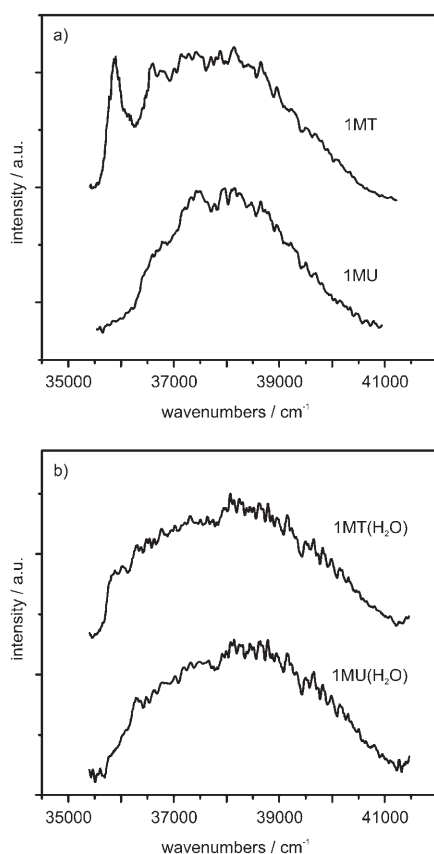 a)
1MT
1MU
intensity / a.u.
35000 37000 39000 41000
wavenumbers / cm⁻¹
b)
1MT(H₂O)
1MU(H₂O)
intensity / a.u.
35000 37000 39000 41000
wavenumbers / cm⁻¹